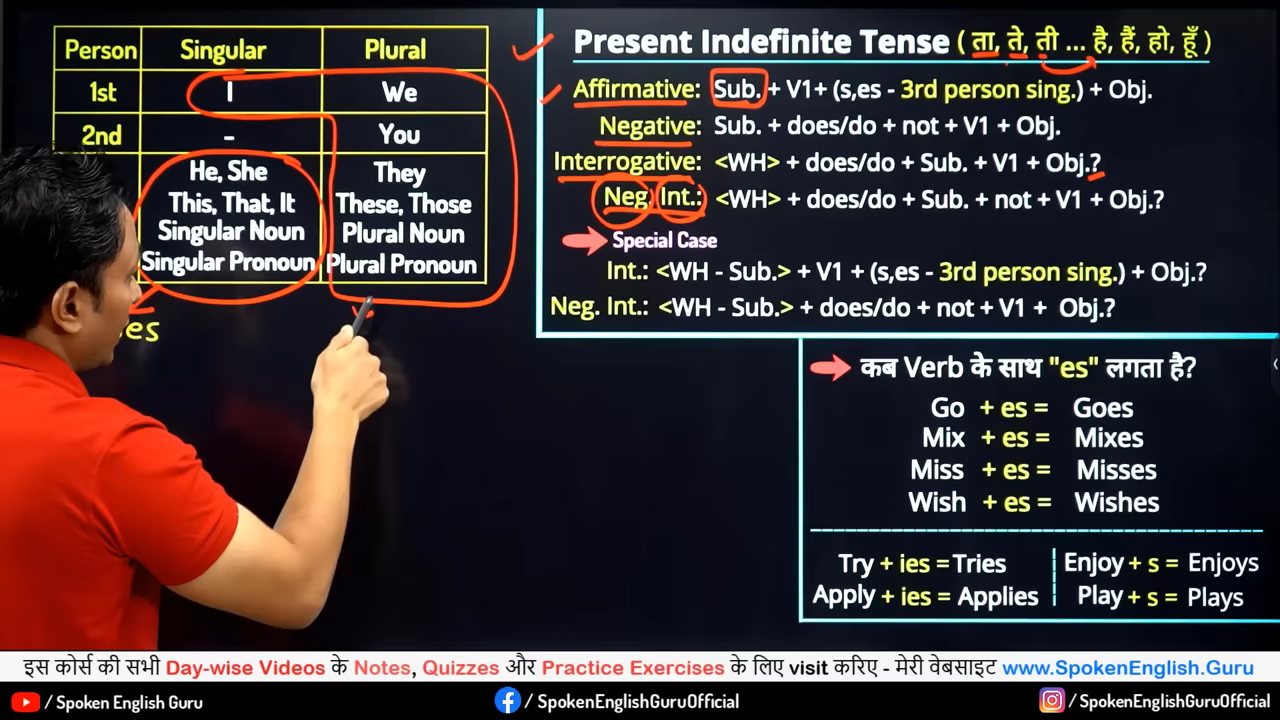 Person Singular Plural
1st I We
2nd - You
He, She They
This, That, It These, Those
Singular Noun Plural Noun
Singular Pronoun Plural Pronoun
es
Present Indefinite Tense ( ता, ते, ती ... है, हैं, हो, हूँ )
Affirmative: Sub. + V1+ (s,es - 3rd person sing.) + Obj.
Negative: Sub. + does/do + not + V1 + Obj.
Interrogative: <WH> + does/do + Sub. + V1 + Obj.?
Neg. Int.: <WH> + does/do + Sub. + not + V1 + Obj.?
Special Case
Int.: <WH - Sub.> + V1 + (s,es - 3rd person sing.) + Obj.?
Neg. Int.: <WH - Sub.> + does/do + not + V1 + Obj.?
कब Verb के साथ "es" लगता है?
Go + es = Goes
Mix + es = Mixes
Miss + es = Misses
Wish + es = Wishes
Try + ies = Tries Enjoy + s = Enjoys
Apply + ies = Applies Play + s = Plays
इस कोर्स की सभी Day-wise Videos के Notes, Quizzes और Practice Exercises के लिए visit करिए - मेरी वेबसाइट www.SpokenEnglish.Guru
/ Spoken English Guru / SpokenEnglishGuruOfficial / SpokenEnglishGuruOfficial